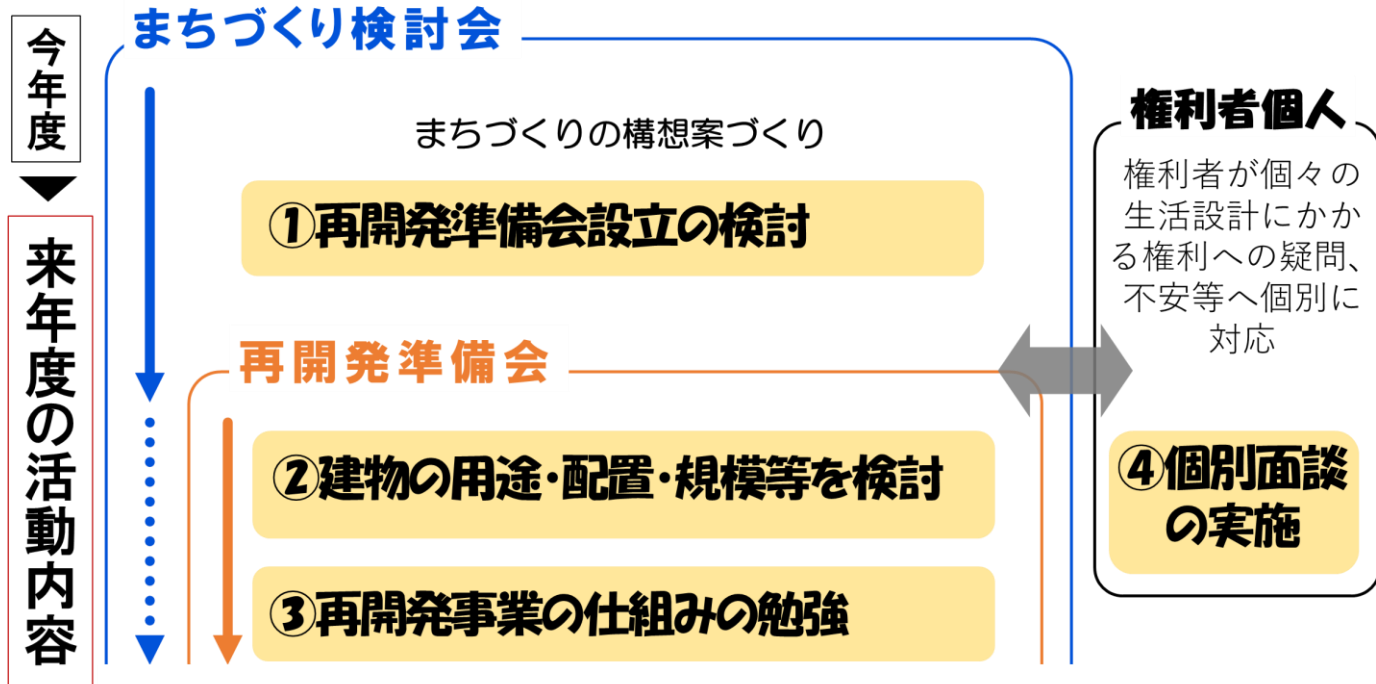 今年度
来年度の活動内容
まちづくり検討会
まちづくりの構想案づくり
①再開発準備会設立の検討
再開発準備会
②建物の用途・配置・規模等を検討
③再開発事業の仕組みの勉強
権利者個人
権利者が個々の
生活設計にかか
る権利への疑問、
不安等へ個別に
対応
④個別面談
の実施